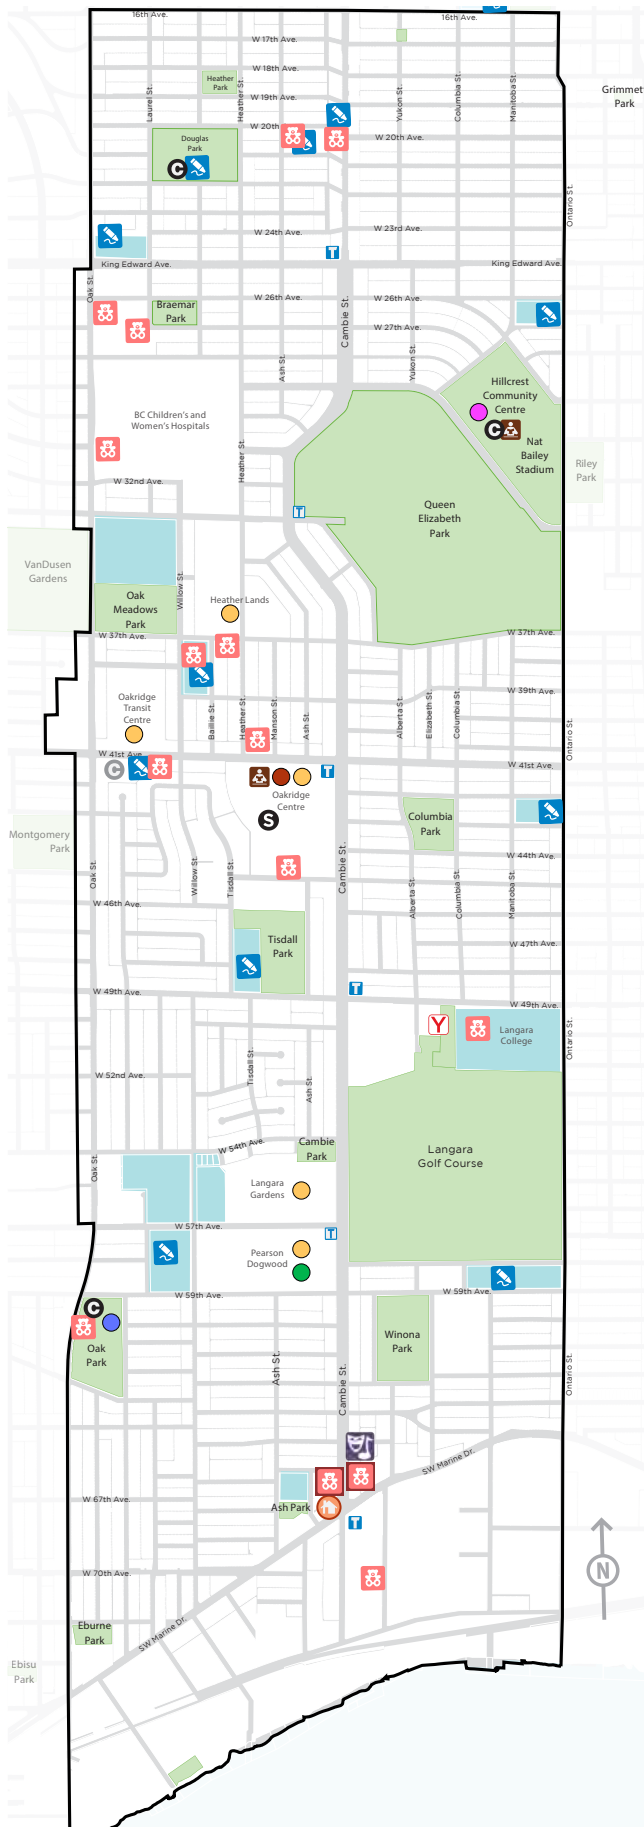 16th Ave.
16th Ave.
W 17th Ave.
W 18th Ave.
Heather
Park
Laurel St.
Heather St.
Yukon St.
Columbia St.
Manitoba St.
Grimmet
Park
W 19th Ave.
W 20th
W 20th Ave.
Douglas
Park
C
Ontario St.
W 24th Ave.
W 23rd Ave.
T
King Edward Ave.
King Edward Ave.
Oak St.
W 26th Ave.
W 26th Ave.
Braemar
Park
Cambie St.
W 27th Ave.
Ash St.
Yukon St.
Hillcrest
Community
Centre
BC Children's and
Women's Hospitals
C
Nat
Bailey
Stadium
Heather St.
Riley
Park
W 32nd Ave.
T
Queen
Elizabeth
Park
VanDusen
Gardens
Willow St.
Oak
Meadows
Park
Heather Lands
W 37th Ave.
W 37th Ave.
W 39th Ave.
Oakridge
Transit
Centre
Baillie St.
Heather St.
Manson St.
Ash St.
Alberta St.
Elizabeth St.
Columbia St.
Ontario St.
W 41st Ave.
W 41st Ave.
C
T
Oakridge
Centre
S
Columbia
Park
Montgomery
Park
W 44th Ave.
Oak St.
Willow St.
Tisdall St.
Cambie St.
Alberta St.
Columbia St.
Manitoba St.
W 46th Ave.
Tisdall
Park
W 47th Ave.
W 49th Ave.
T
W 49th Ave.
Y
Langara
College
Ontario St.
W 52nd Ave.
Tisdall St.
Ash St.
W 54th Ave.
Cambie
Park
Langara
Golf Course
Oak St.
Langara
Gardens
W 57th Ave.
T
Pearson
Dogwood
W 59th Ave.
W 59th Ave.
C
Oak
Park
Winona
Park
Ash St.
Cambie St.
Ontario St.
SW Marine Dr.
W 67th Ave.
Ash Park
T
N
W 70th Ave.
Eburne
Park
SW Marine Dr.
Ebisu
Park